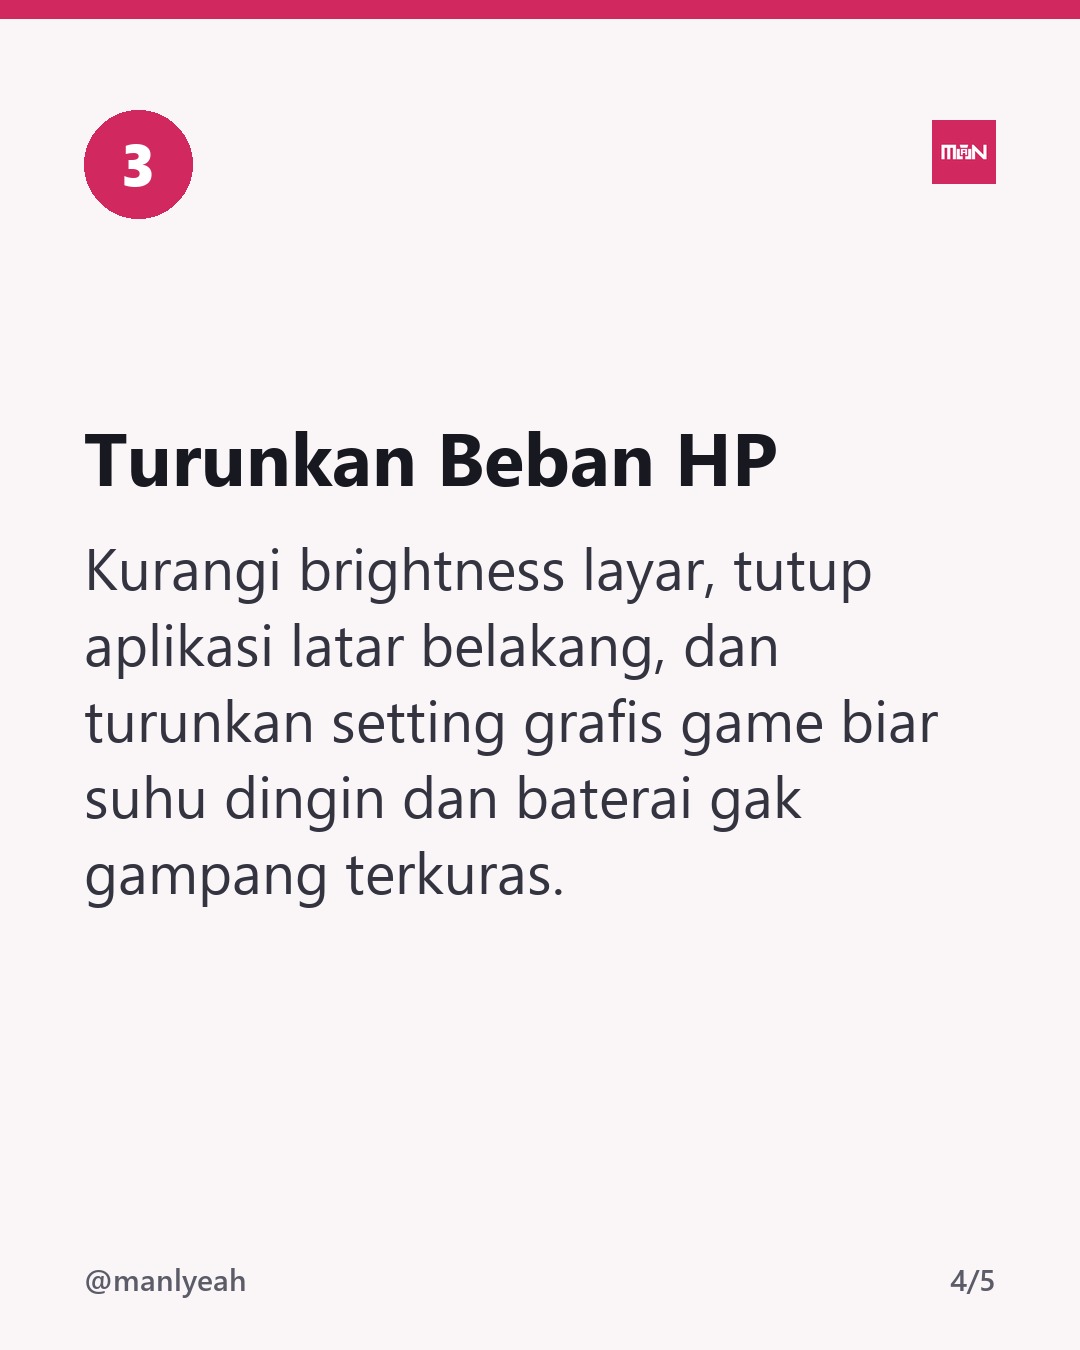 3
Turunkan Beban HP
Kurangi brightness layar, tutup
aplikasi latar belakang, dan
turunkan setting grafis game biar
suhu dingin dan baterai gak
gampang terkuras.
@manlyeah
4/5